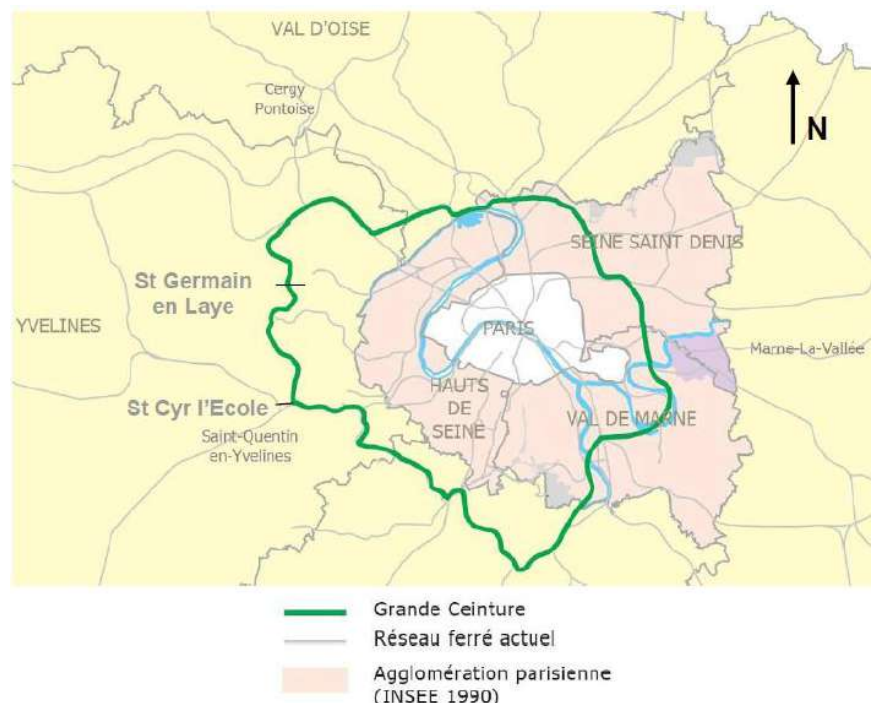 VAL D'OISE
Cergy
Pontoise
N
SEINE SAINT DENIS
St Germain
en Laye
YVELINES
PARIS
Marne-La-Vallée
HAUTS
DE
SEINE
St Cyr l'Ecole
VAL DE MARNE
Saint-Quentin
en-Yvelines
Grande Ceinture
Réseau ferré actuel
Agglomération parisienne
(INSEE 1990)